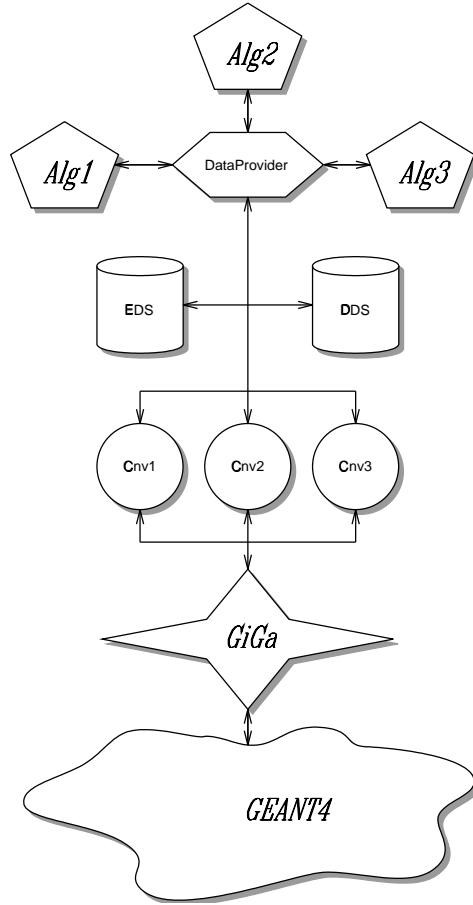 Alg2
DataProvider
Alg1
Alg3
EDS
DDS
Cnv1
Cnv2
Cnv3
GiGa
GEANT4